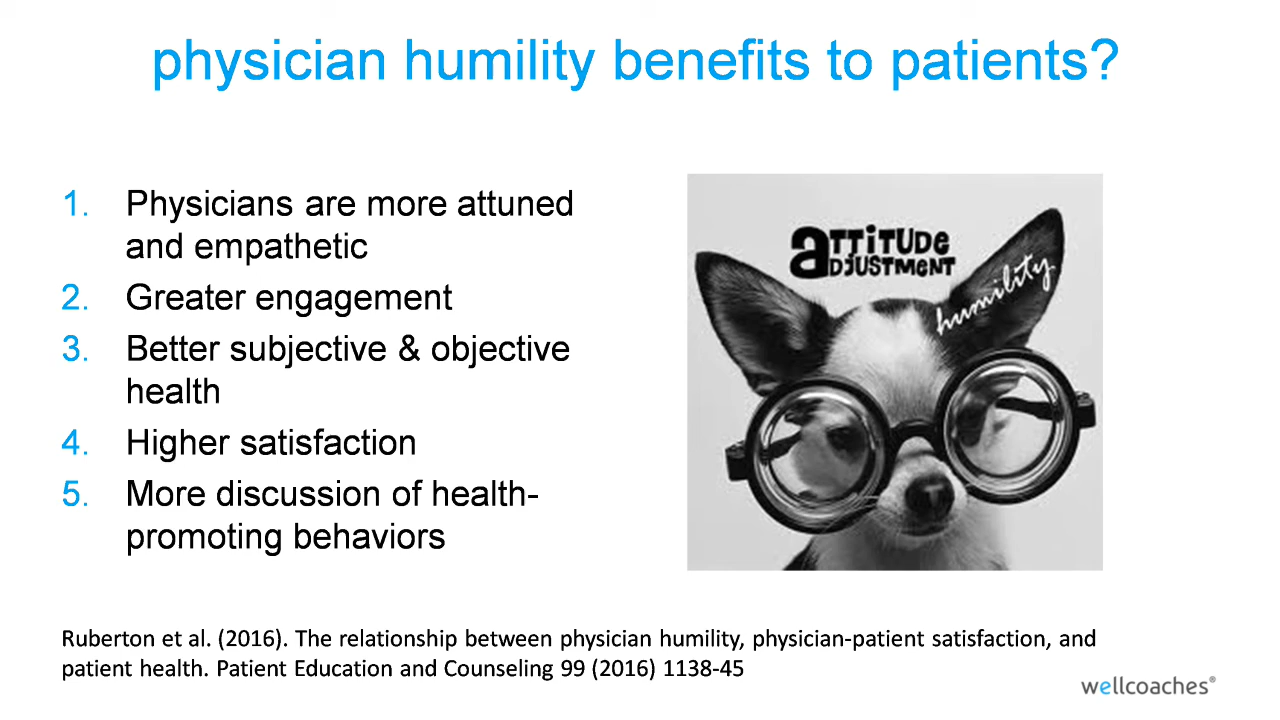 physician humility benefits to patients?
1. Physicians are more attuned
and empathetic
2. Greater engagement
3. Better subjective & objective
health
4. Higher satisfaction
5. More discussion of health-
promoting behaviors
ATTiTUDe
ADJUSTMENT
humility
Ruberton et al. (2016). The relationship between physician humility, physician-patient satisfaction, and
patient health. Patient Education and Counseling 99 (2016) 1138-45
wellcoaches®